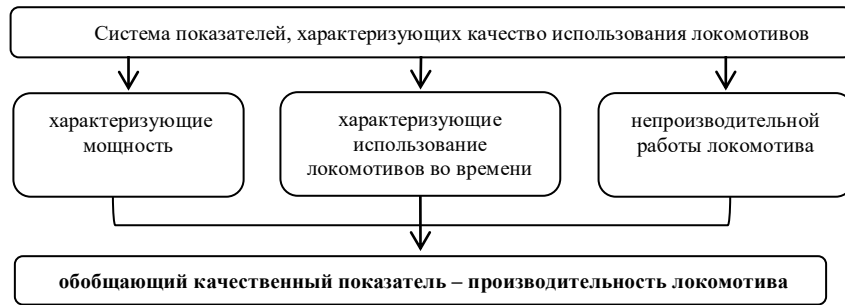 Система показателей, характеризующих качество использования локомотивов
характеризующие
мощность
характеризующие
использование
локомотивов во времени
непроизводительной
работы локомотива
обобщающий качественный показатель – производительность локомотива